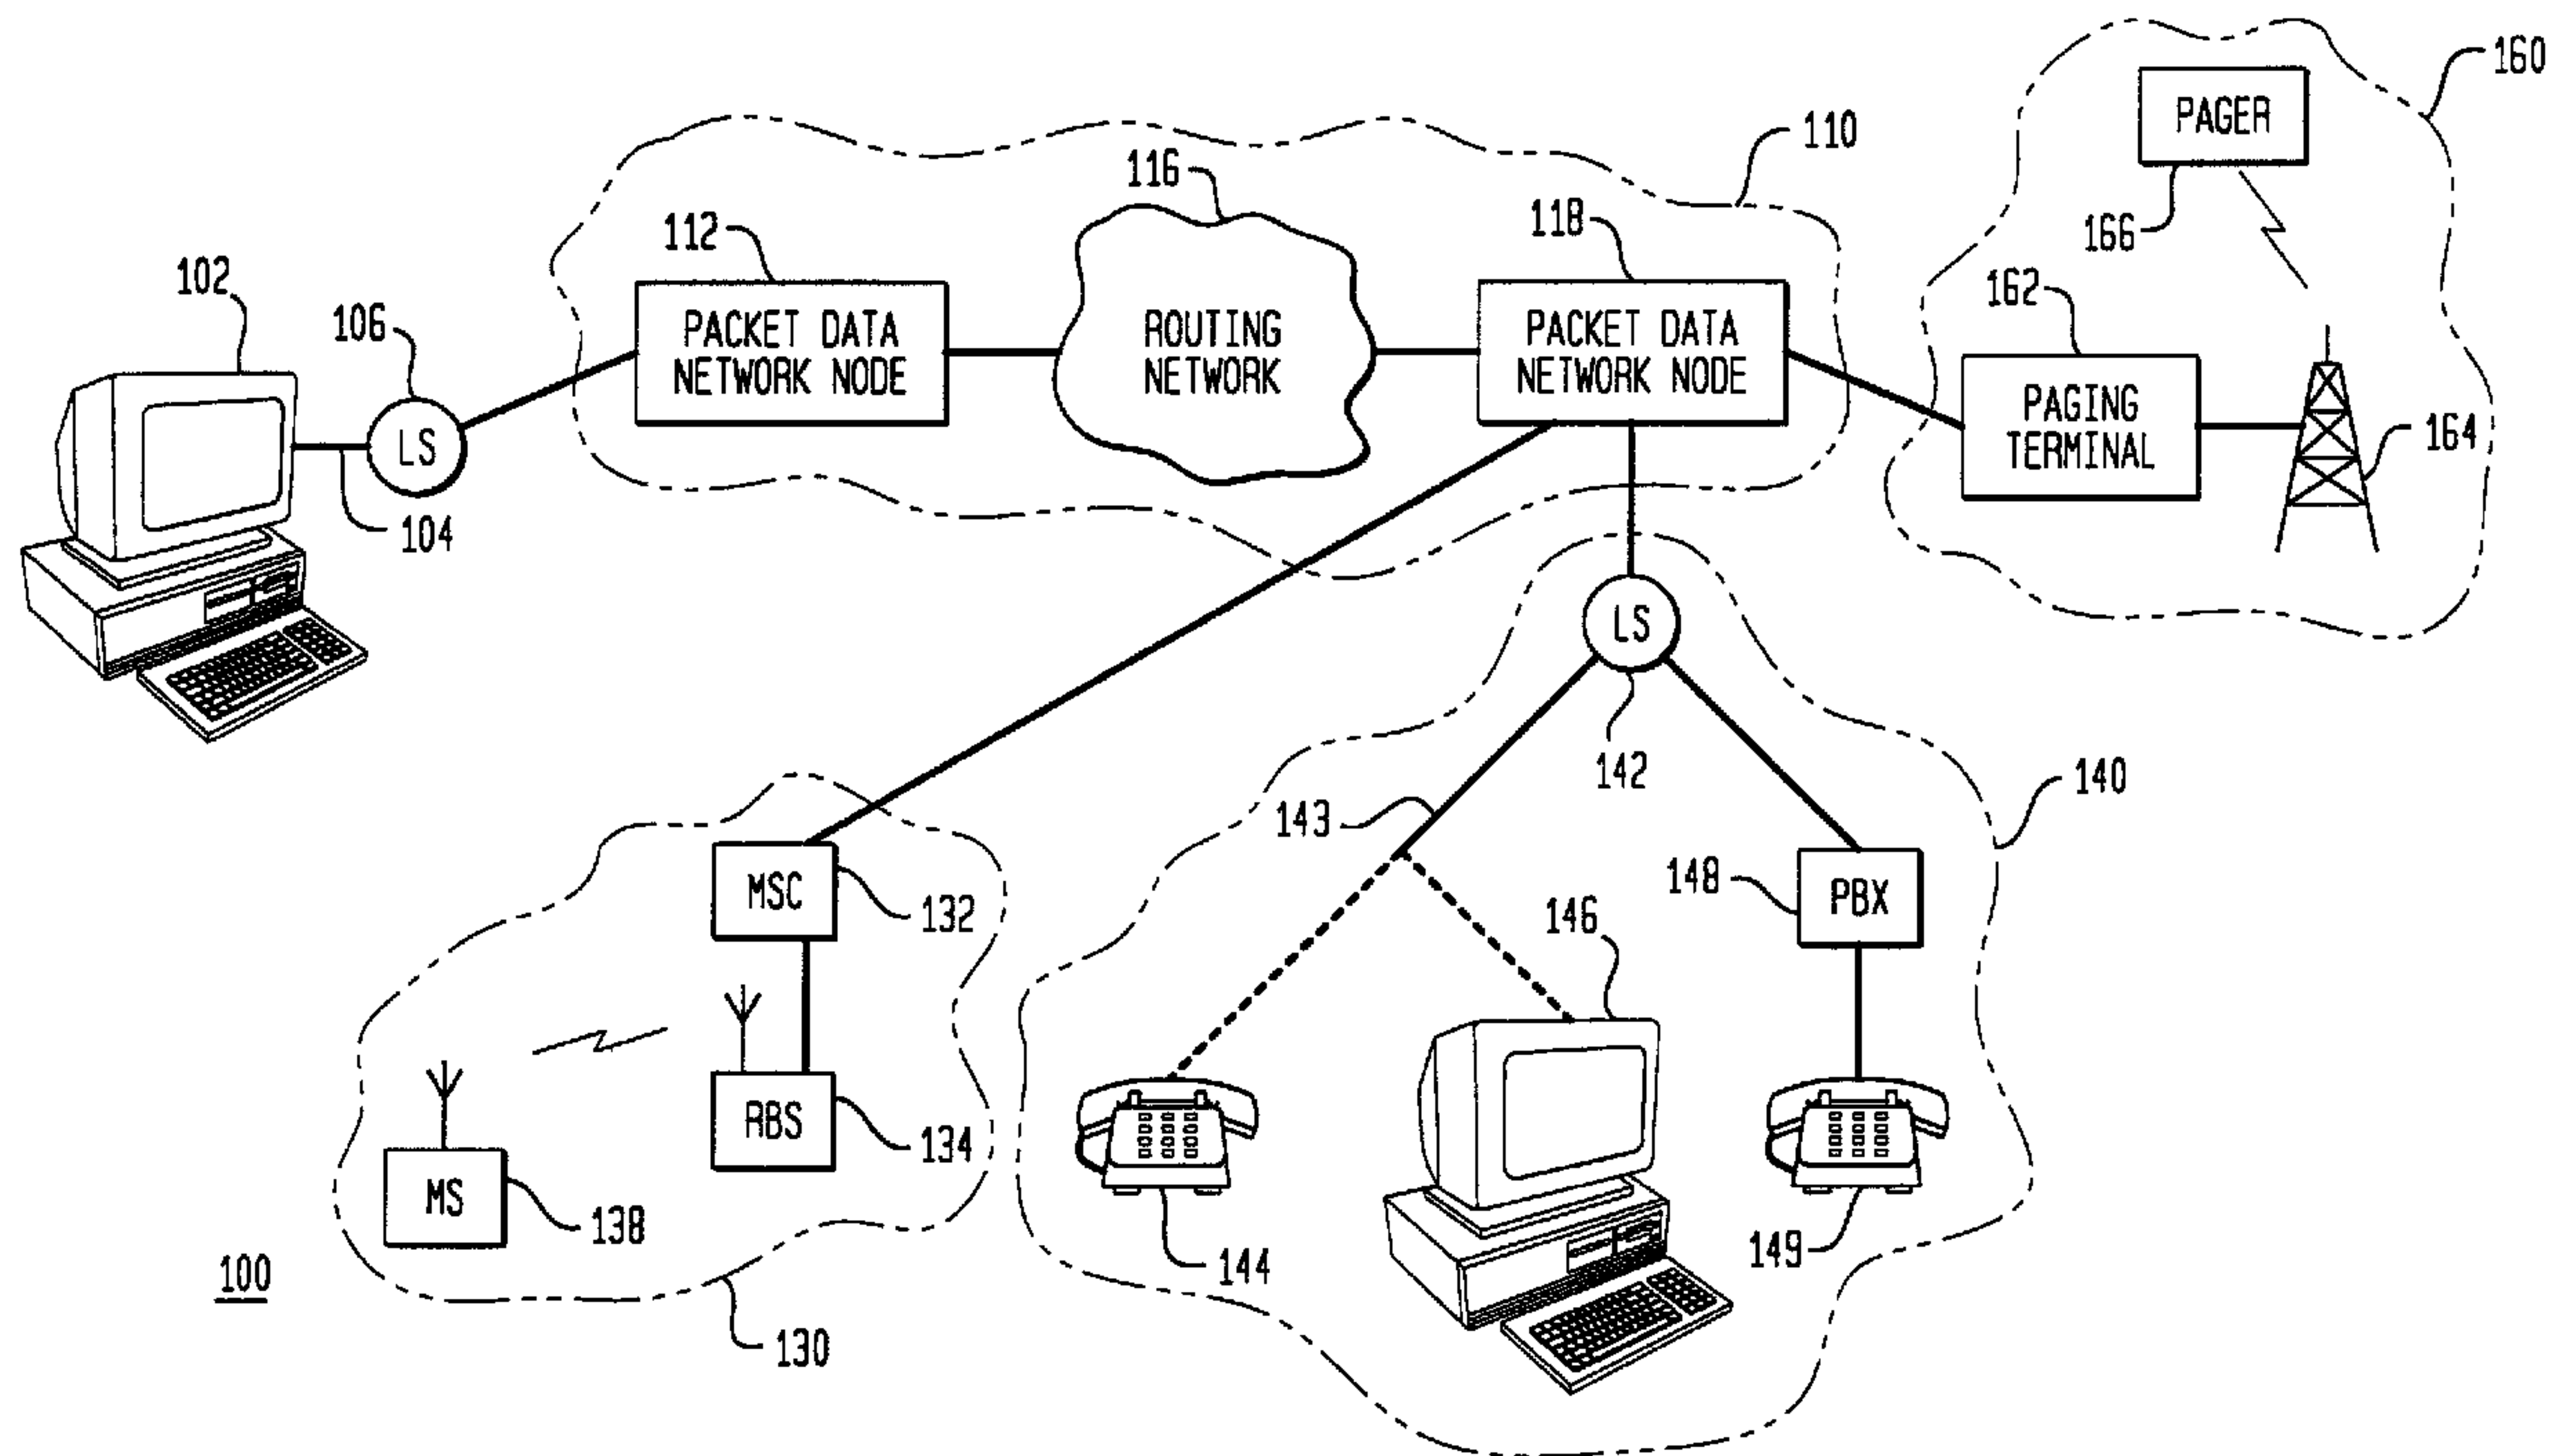 160
PAGER
110
116
166
118
112
102
162
106
PACKET DATA
NETWORK NODE
ROUTING
NETWORK
PACKET DATA
NETWORK NODE
PAGING
TERMINAL
LS
164
104
LS
142
140
143
MSC
148
PBX
132
146
RBS
134
MS
138
149
144
100
130